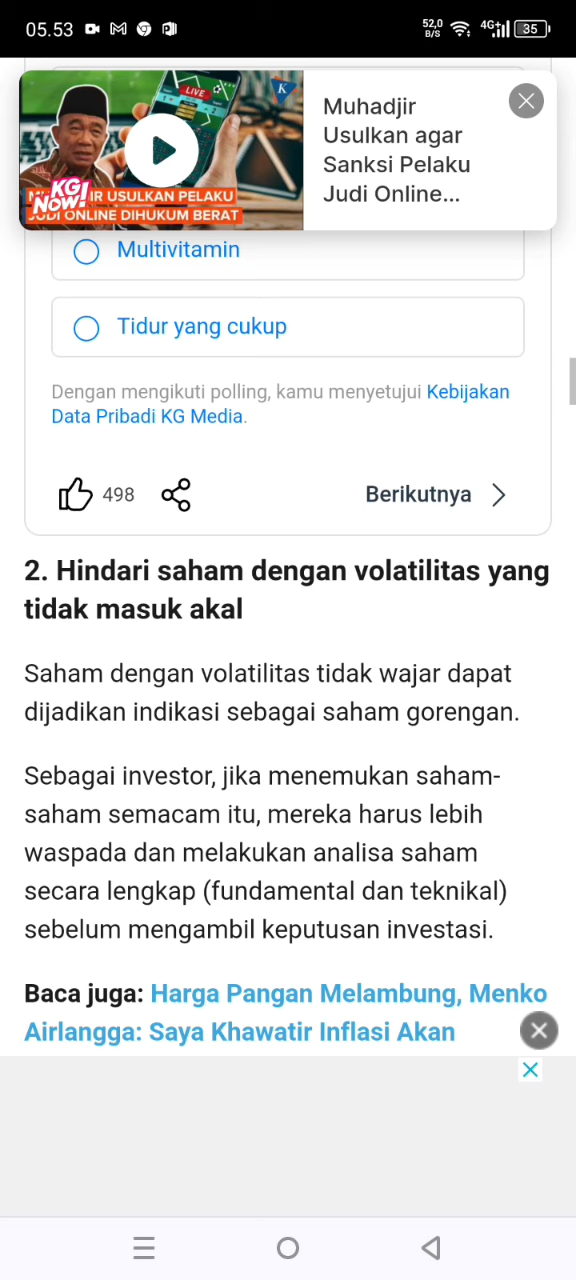 05.53
52,0
B/S
4G+
35
LIVE
K
KG
NOW!
IR USULKAN PELAKU
JUDI ONLINE DIHUKUM BERAT
Muhadjir
Usulkan agar
Sanksi Pelaku
Judi Online...
Multivitamin
Tidur yang cukup
Dengan mengikuti polling, kamu menyetujui Kebijakan
Data Pribadi KG Media.
498
Berikutnya
2. Hindari saham dengan volatilitas yang
tidak masuk akal
Saham dengan volatilitas tidak wajar dapat
dijadikan indikasi sebagai saham gorengan.
Sebagai investor, jika menemukan saham-
saham semacam itu, mereka harus lebih
waspada dan melakukan analisa saham
secara lengkap (fundamental dan teknikal)
sebelum mengambil keputusan investasi.
Baca juga: Harga Pangan Melambung, Menko
Airlangga: Saya Khawatir Inflasi Akan